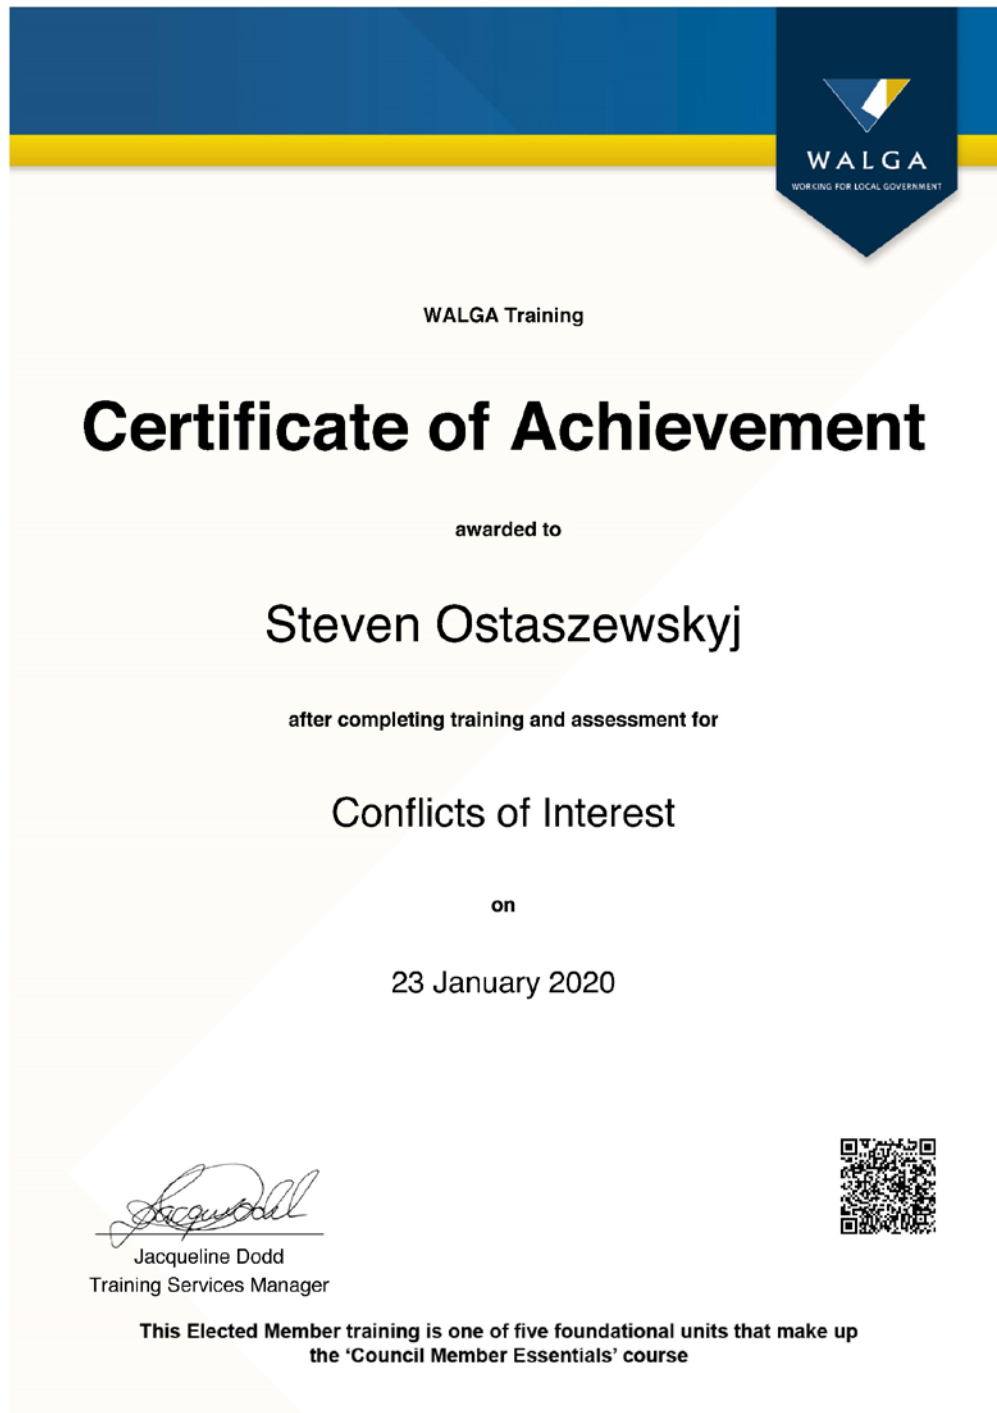 WALGA
WORKING FOR LOCAL GOVERNMENT
WALGA Training
Certificate of Achievement
awarded to
Steven Ostaszewskyj
after completing training and assessment for
Conflicts of Interest
on
23 January 2020
Jacqueline Dodd
Training Services Manager
This Elected Member training is one of five foundational units that make up
the ‘Council Member Essentials’ course